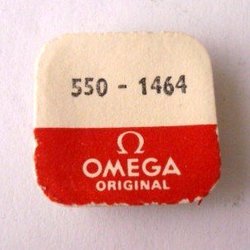 550 - 1464
Ω
OMEGA
ORIGINAL